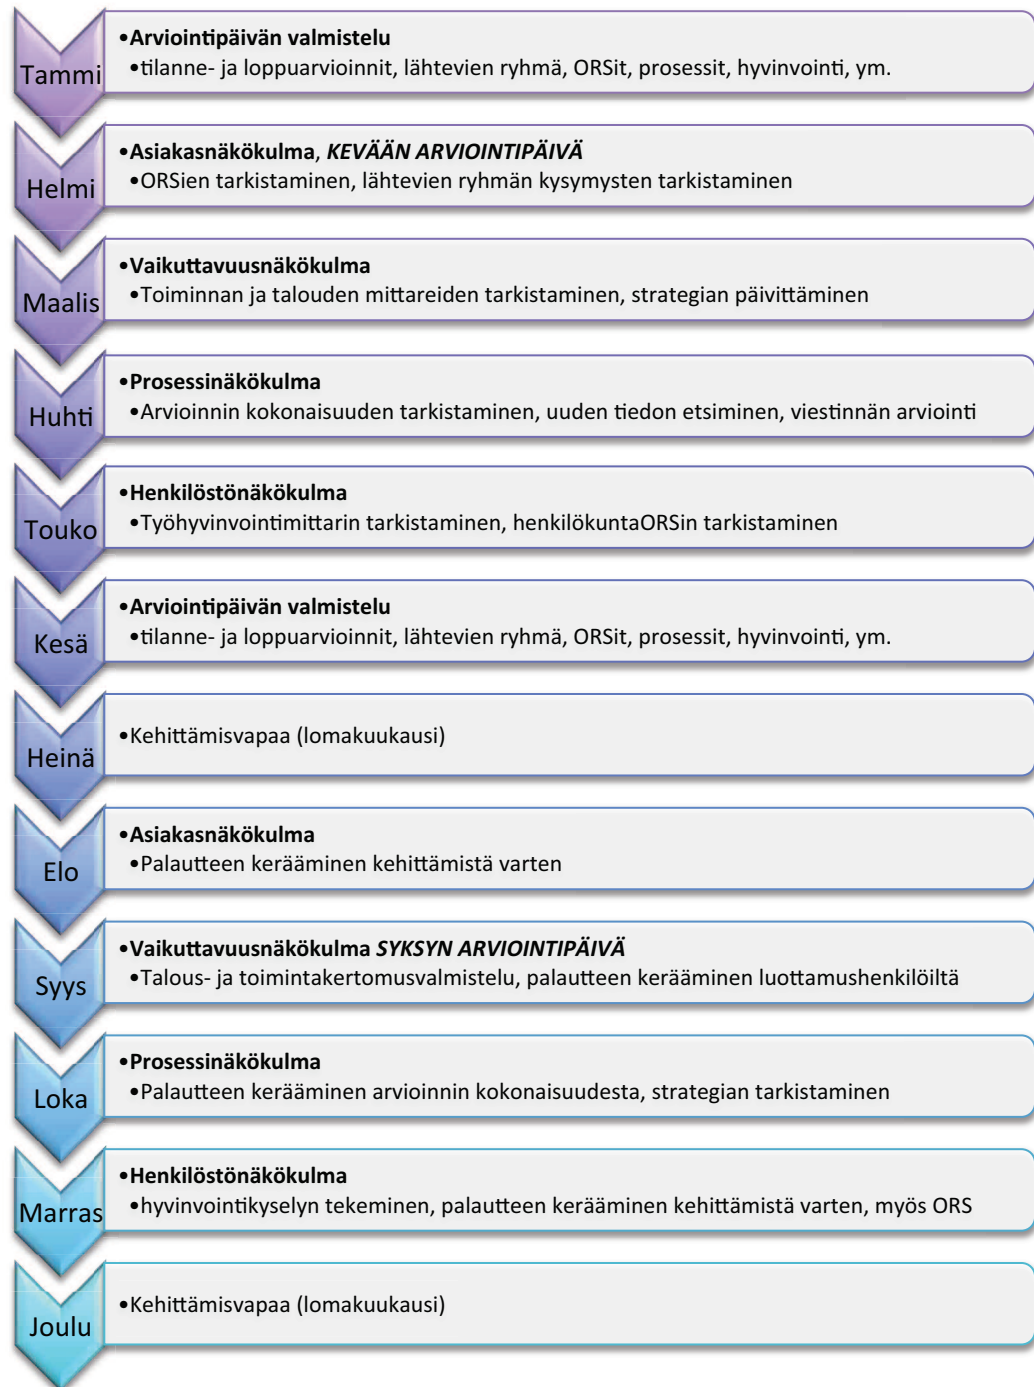 Tammi
•Arviointipäivän valmistelu
•tilanne- ja loppuarvioinnit, lähtevien ryhmä, ORSit, prosessit, hyvinvointi, ym.
Helmi
•Asiakasnäkökulma, KEVÄÄN ARVIOINTIPÄIVÄ
•ORSien tarkistaminen, lähtevien ryhmän kysymysten tarkistaminen
Maalis
•Vaikuttavuusnäkökulma
•Toiminnan ja talouden mittareiden tarkistaminen, strategian päivittäminen
Huhti
•Prosessinäkökulma
•Arvioinnin kokonaisuuden tarkistaminen, uuden tiedon etsiminen, viestinnän arviointi
Touko
•Henkilöstönäkökulma
•Työhyvinvointimittarin tarkistaminen, henkilökuntaORSin tarkistaminen
Kesä
•Arviointipäivän valmistelu
•tilanne- ja loppuarvioinnit, lähtevien ryhmä, ORSit, prosessit, hyvinvointi, ym.
Heinä
•Kehittämisvapaa (lomakuukausi)
Elo
•Asiakasnäkökulma
•Palautteen kerääminen kehittämistä varten
Syys
•Vaikuttavuusnäkökulma SYKSYN ARVIOINTIPÄIVÄ
•Talous- ja toimintakertomusvalmistelu, palautteen kerääminen luottamushenkilöiltä
Loka
•Prosessinäkökulma
•Palautteen kerääminen arvioinnin kokonaisuudesta, strategian tarkistaminen
Marras
•Henkilöstönäkökulma
•hyvinvointikyselyn tekeminen, palautteen kerääminen kehittämistä varten, myös ORS
Joulu
•Kehittämisvapaa (lomakuukausi)